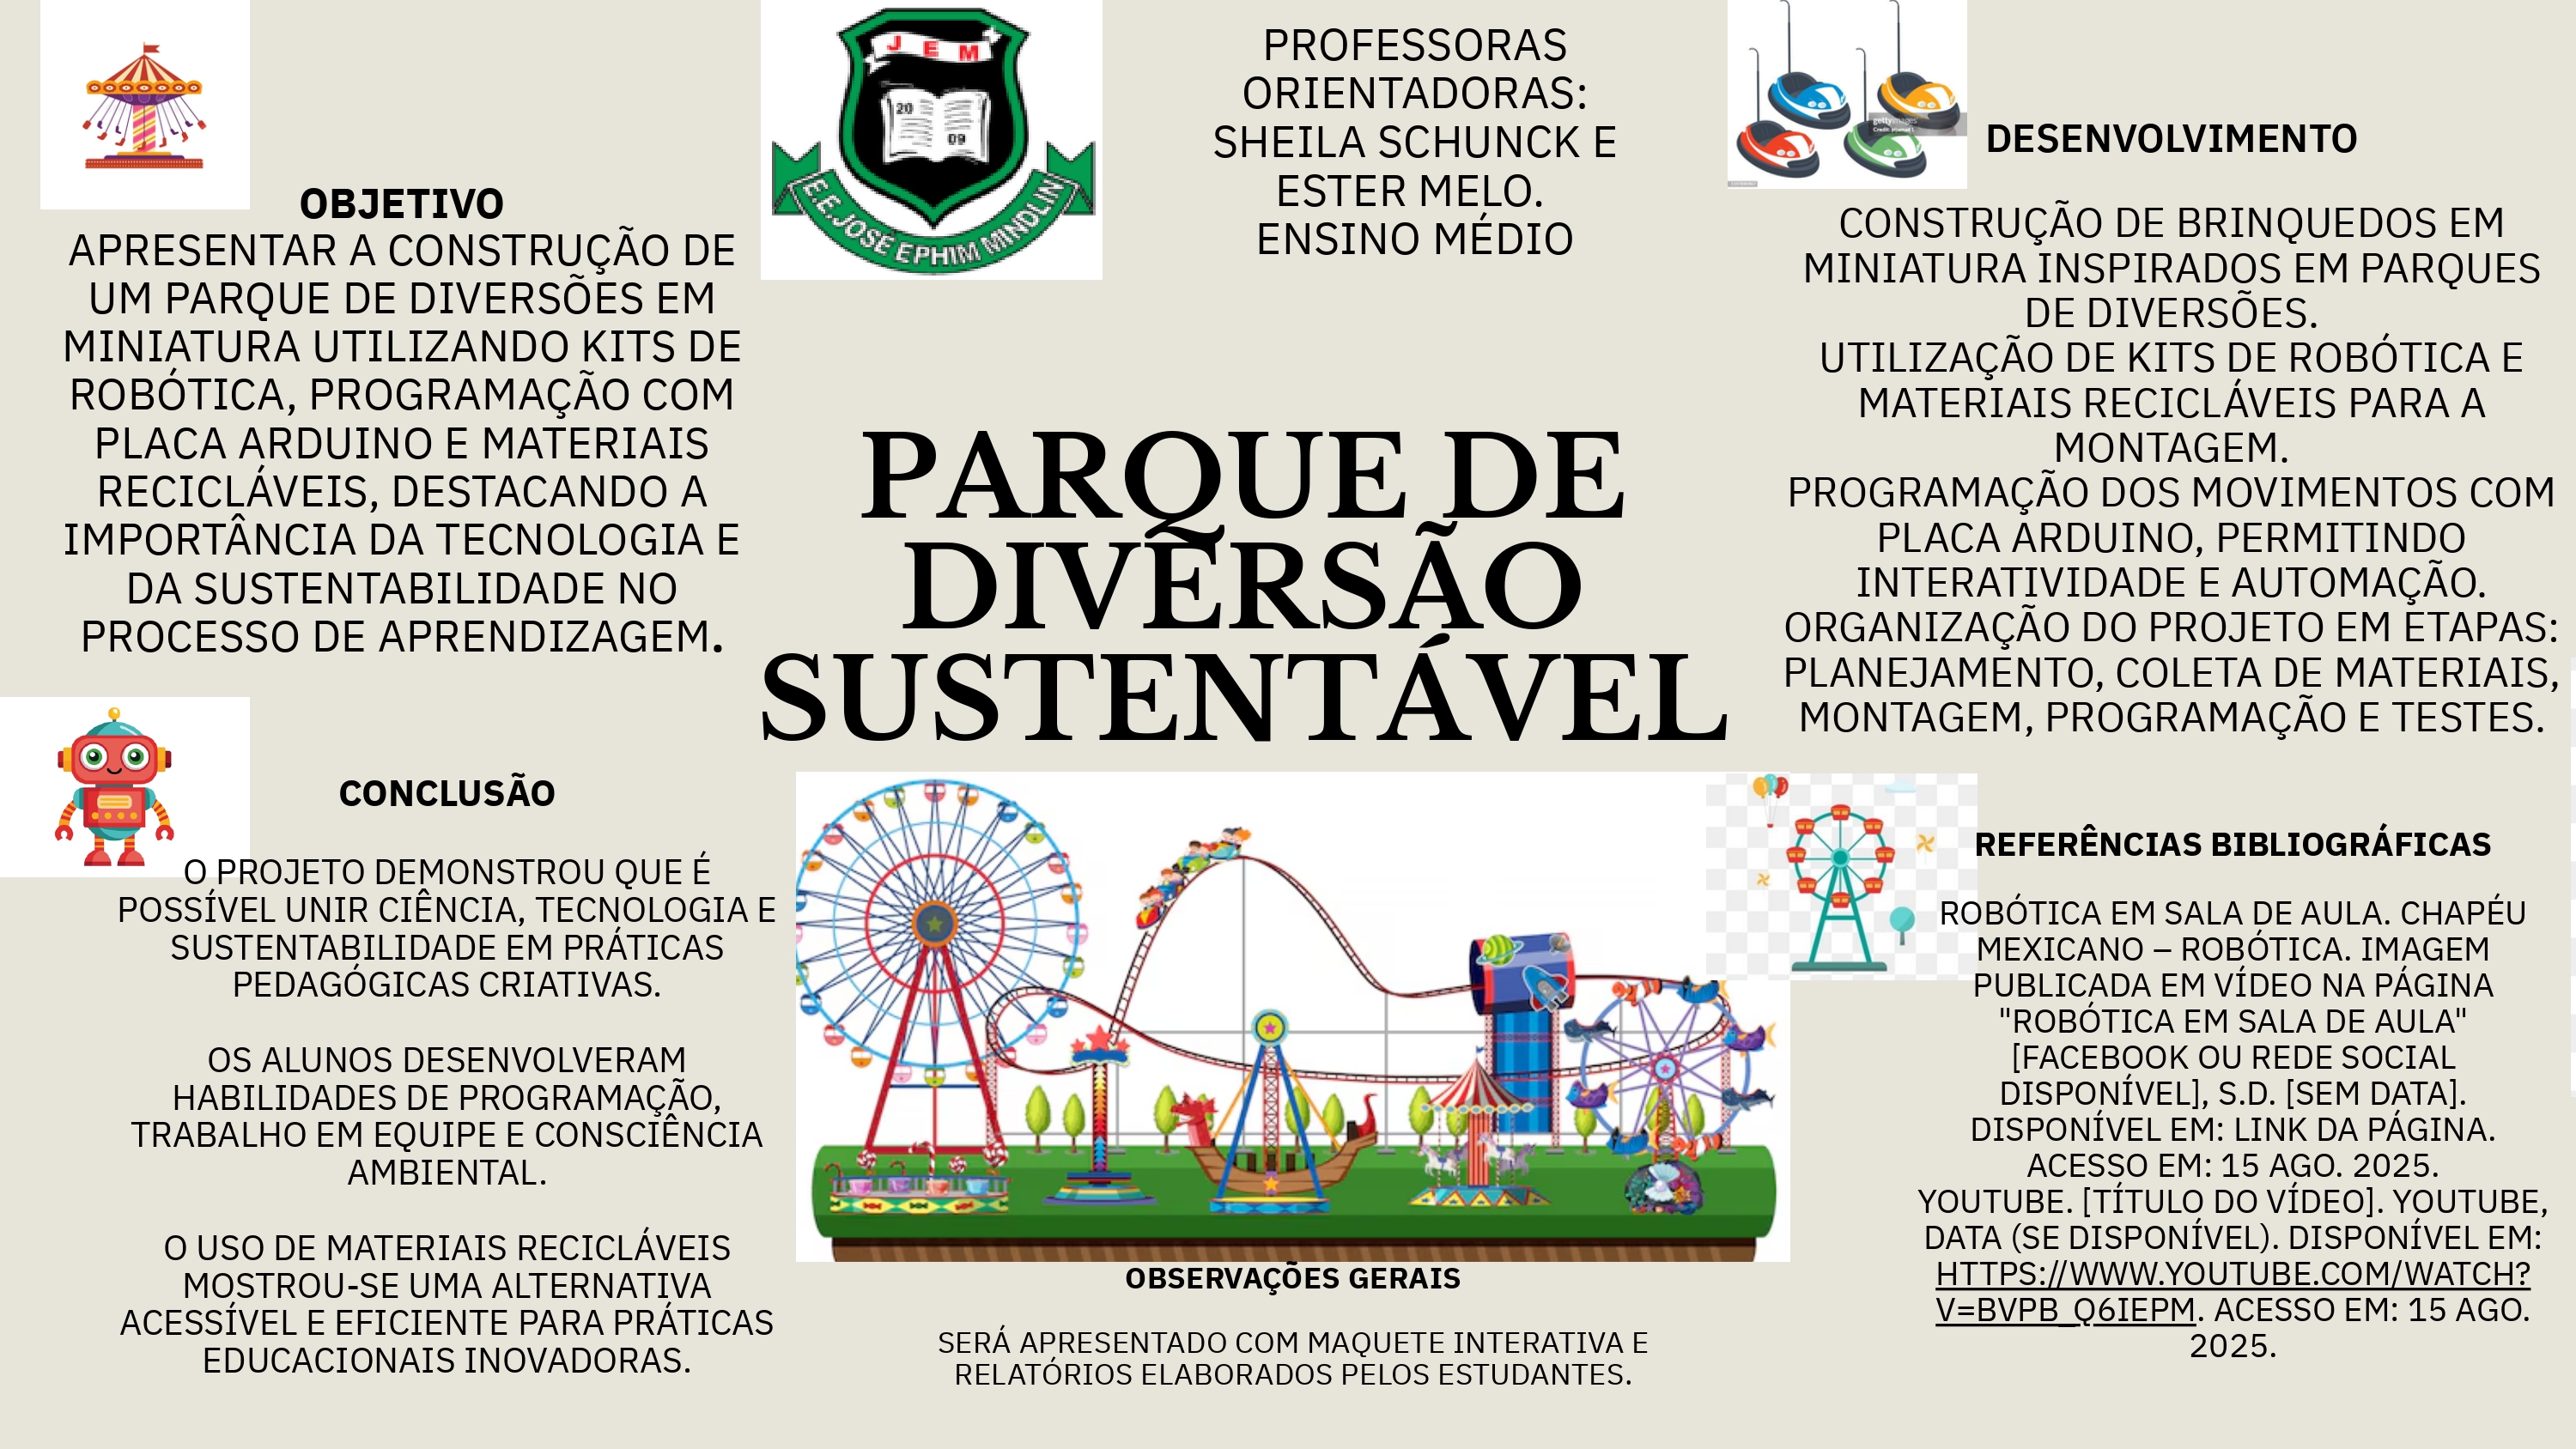 J E M
20
09
E.E.JOSE EPHIM MINDLIN
PROFESSORAS
ORIENTADORAS:
SHEILA SCHUNCK E
ESTER MELO.
ENSINO MÉDIO
OBJETIVO
APRESENTAR A CONSTRUÇÃO DE
UM PARQUE DE DIVERSÕES EM
MINIATURA UTILIZANDO KITS DE
ROBÓTICA, PROGRAMAÇÃO COM
PLACA ARDUINO E MATERIAIS
RECICLÁVEIS, DESTACANDO A
IMPORTÂNCIA DA TECNOLOGIA E
DA SUSTENTABILIDADE NO
PROCESSO DE APRENDIZAGEM.
PARQUE DE
DIVERSÃO
SUSTENTÁVEL
gettyimages
DESENVOLVIMENTO
CONSTRUÇÃO DE BRINQUEDOS EM
MINIATURA INSPIRADOS EM PARQUES
DE DIVERSÕES.
UTILIZAÇÃO DE KITS DE ROBÓTICA E
MATERIAIS RECICLÁVEIS PARA A
MONTAGEM.
PROGRAMAÇÃO DOS MOVIMENTOS COM
PLACA ARDUINO, PERMITINDO
INTERATIVIDADE E AUTOMAÇÃO.
ORGANIZAÇÃO DO PROJETO EM ETAPAS:
PLANEJAMENTO, COLETA DE MATERIAIS,
MONTAGEM, PROGRAMAÇÃO E TESTES.
CONCLUSÃO
O PROJETO DEMONSTROU QUE É
POSSÍVEL UNIR CIÊNCIA, TECNOLOGIA E
SUSTENTABILIDADE EM PRÁTICAS
PEDAGÓGICAS CRIATIVAS.
OS ALUNOS DESENVOLVERAM
HABILIDADES DE PROGRAMAÇÃO,
TRABALHO EM EQUIPE E CONSCIÊNCIA
AMBIENTAL.
O USO DE MATERIAIS RECICLÁVEIS
MOSTROU-SE UMA ALTERNATIVA
ACESSÍVEL E EFICIENTE PARA PRÁTICAS
EDUCACIONAIS INOVADORAS.
OBSERVAÇÕES GERAIS
SERÁ APRESENTADO COM MAQUETE INTERATIVA E
RELATÓRIOS ELABORADOS PELOS ESTUDANTES.
REFERÊNCIAS BIBLIOGRÁFICAS
ROBÓTICA EM SALA DE AULA. CHAPÉU
MEXICANO – ROBÓTICA. IMAGEM
PUBLICADA EM VÍDEO NA PÁGINA
"ROBÓTICA EM SALA DE AULA"
[FACEBOOK OU REDE SOCIAL
DISPONÍVEL], S.D. [SEM DATA].
DISPONÍVEL EM: LINK DA PÁGINA.
ACESSO EM: 15 AGO. 2025.
YOUTUBE. [TÍTULO DO VÍDEO]. YOUTUBE,
DATA (SE DISPONÍVEL). DISPONÍVEL EM:
HTTPS://WWW.YOUTUBE.COM/WATCH?
V=BVPB_Q6IEPM. ACESSO EM: 15 AGO.
2025.